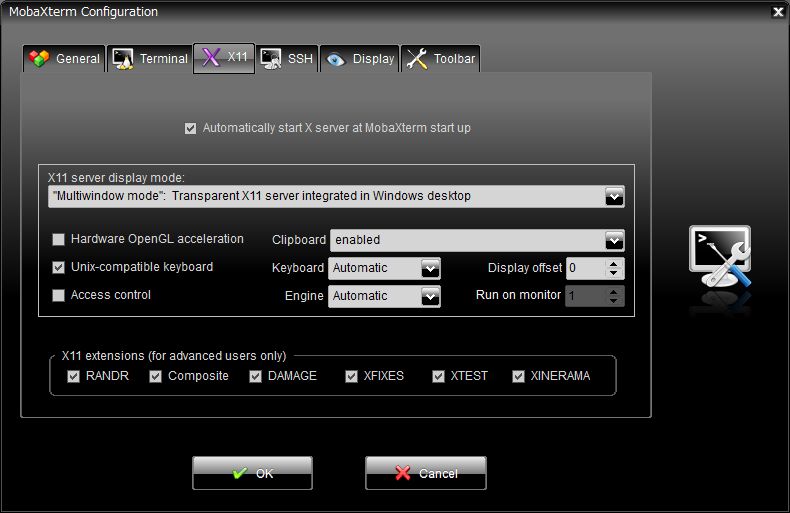 MobaXterm Configuration
General Terminal X11 SSH Display Toolbar
Automatically start X server at MobaXterm start up
X11 server display mode:
"Multiwindow mode": Transparent X11 server integrated in Windows desktop
Hardware OpenGL acceleration Clipboard enabled
Unix-compatible keyboard Keyboard Automatic Display offset 0
Access control Engine Automatic Run on monitor 1
X11 extensions (for advanced users only)
RANDR Composite DAMAGE XFIXES XTEST XINERAMA
OK Cancel